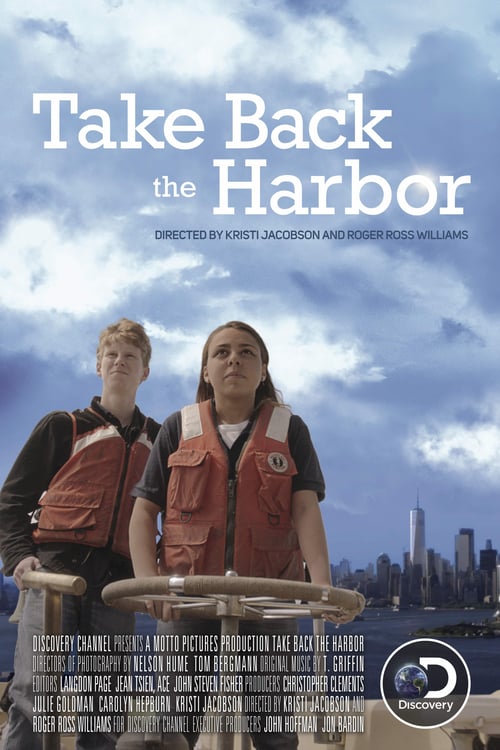 Take Back
the Harbor
DIRECTED BY KRISTI JACOBSON AND ROGER ROSS WILLIAMS
DISCOVERY CHANNEL PRESENTS A MOTTO PICTURES PRODUCTION TAKE BACK THE HARBOR
DIRECTORS OF PHOTOGRAPHY BY NELSON HUME TOM BERGMANN ORIGINAL MUSIC BY T. GRIFFIN
EDITORS LANGDON PAGE JEAN TSIEN, ACE JOHN STEVEN FISHER PRODUCERS CHRISTOPHER CLEMENTS
JULIE GOLDMAN CAROLYN HEPBURN KRISTI JACOBSON DIRECTED BY KRISTI JACOBSON AND
ROGER ROSS WILLIAMS FOR DISCOVERY CHANNEL EXECUTIVE PRODUCERS JOHN HOFFMAN JON BARDIN
D
Discovery